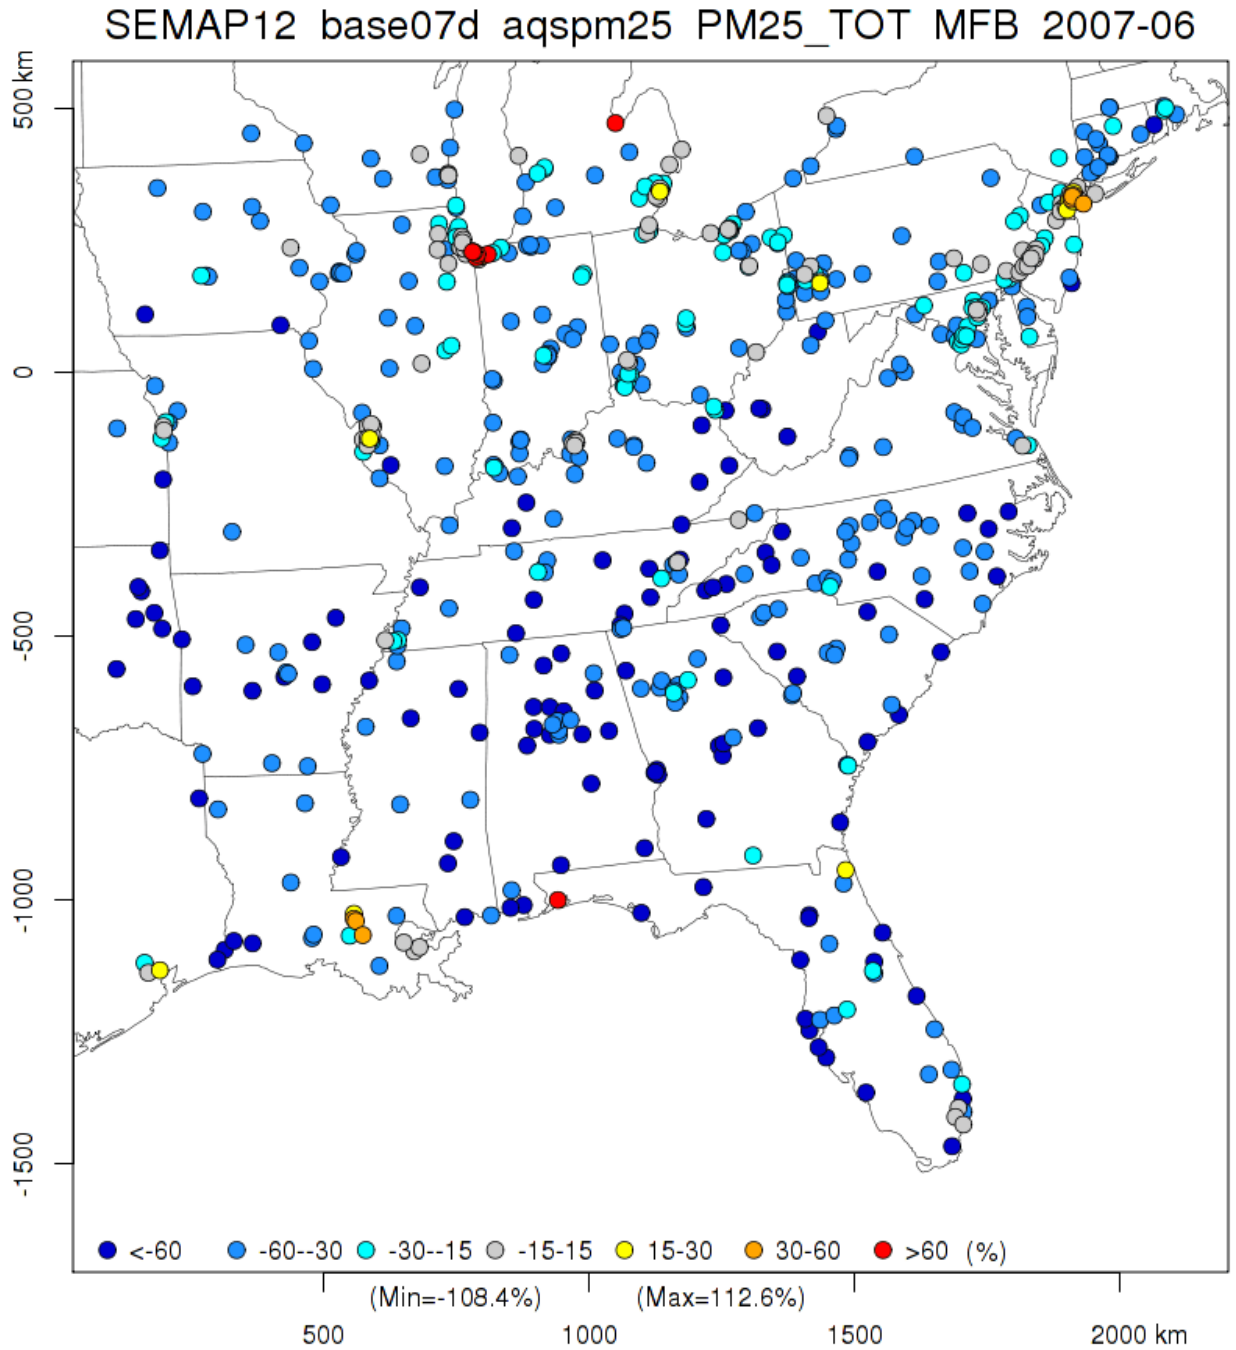 SEMAP12 base07d aqspm25 PM25_TOT MFB 2007-06
500 km
0
-500
-1000
-1500
<-60 -60--30 -30--15 -15-15 15-30 30-60 >60 (%)
(Min=-108.4%) (Max=112.6%)
500 1000 1500 2000 km